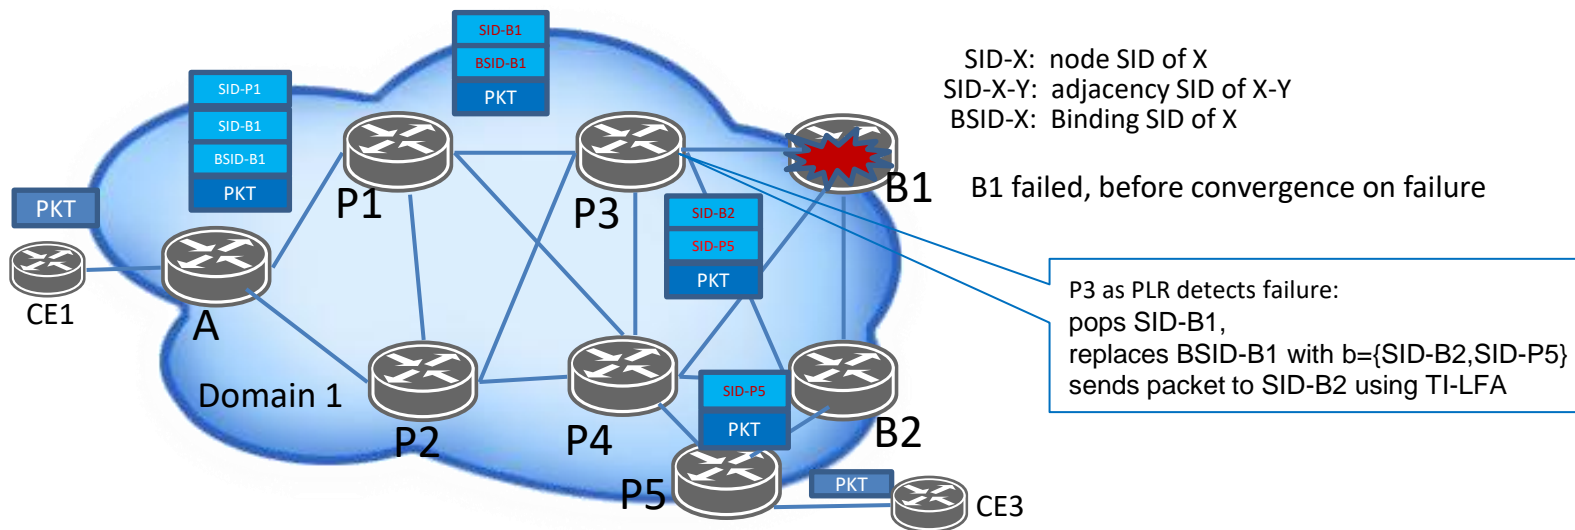 SID-B1
BSID-B1
PKT
SID-P1
SID-B1
BSID-B1
PKT
SID-X: node SID of X
SID-X-Y: adjacency SID of X-Y
BSID-X: Binding SID of X
B1 failed, before convergence on failure
PKT
CE1
A
P1
P3
B1
SID-B2
SID-P5
PKT
P3 as PLR detects failure:
pops SID-B1,
replaces BSID-B1 with b={SID-B2,SID-P5}
sends packet to SID-B2 using TI-LFA
Domain 1
P2
P4
SID-P5
PKT
B2
P5
PKT
CE3